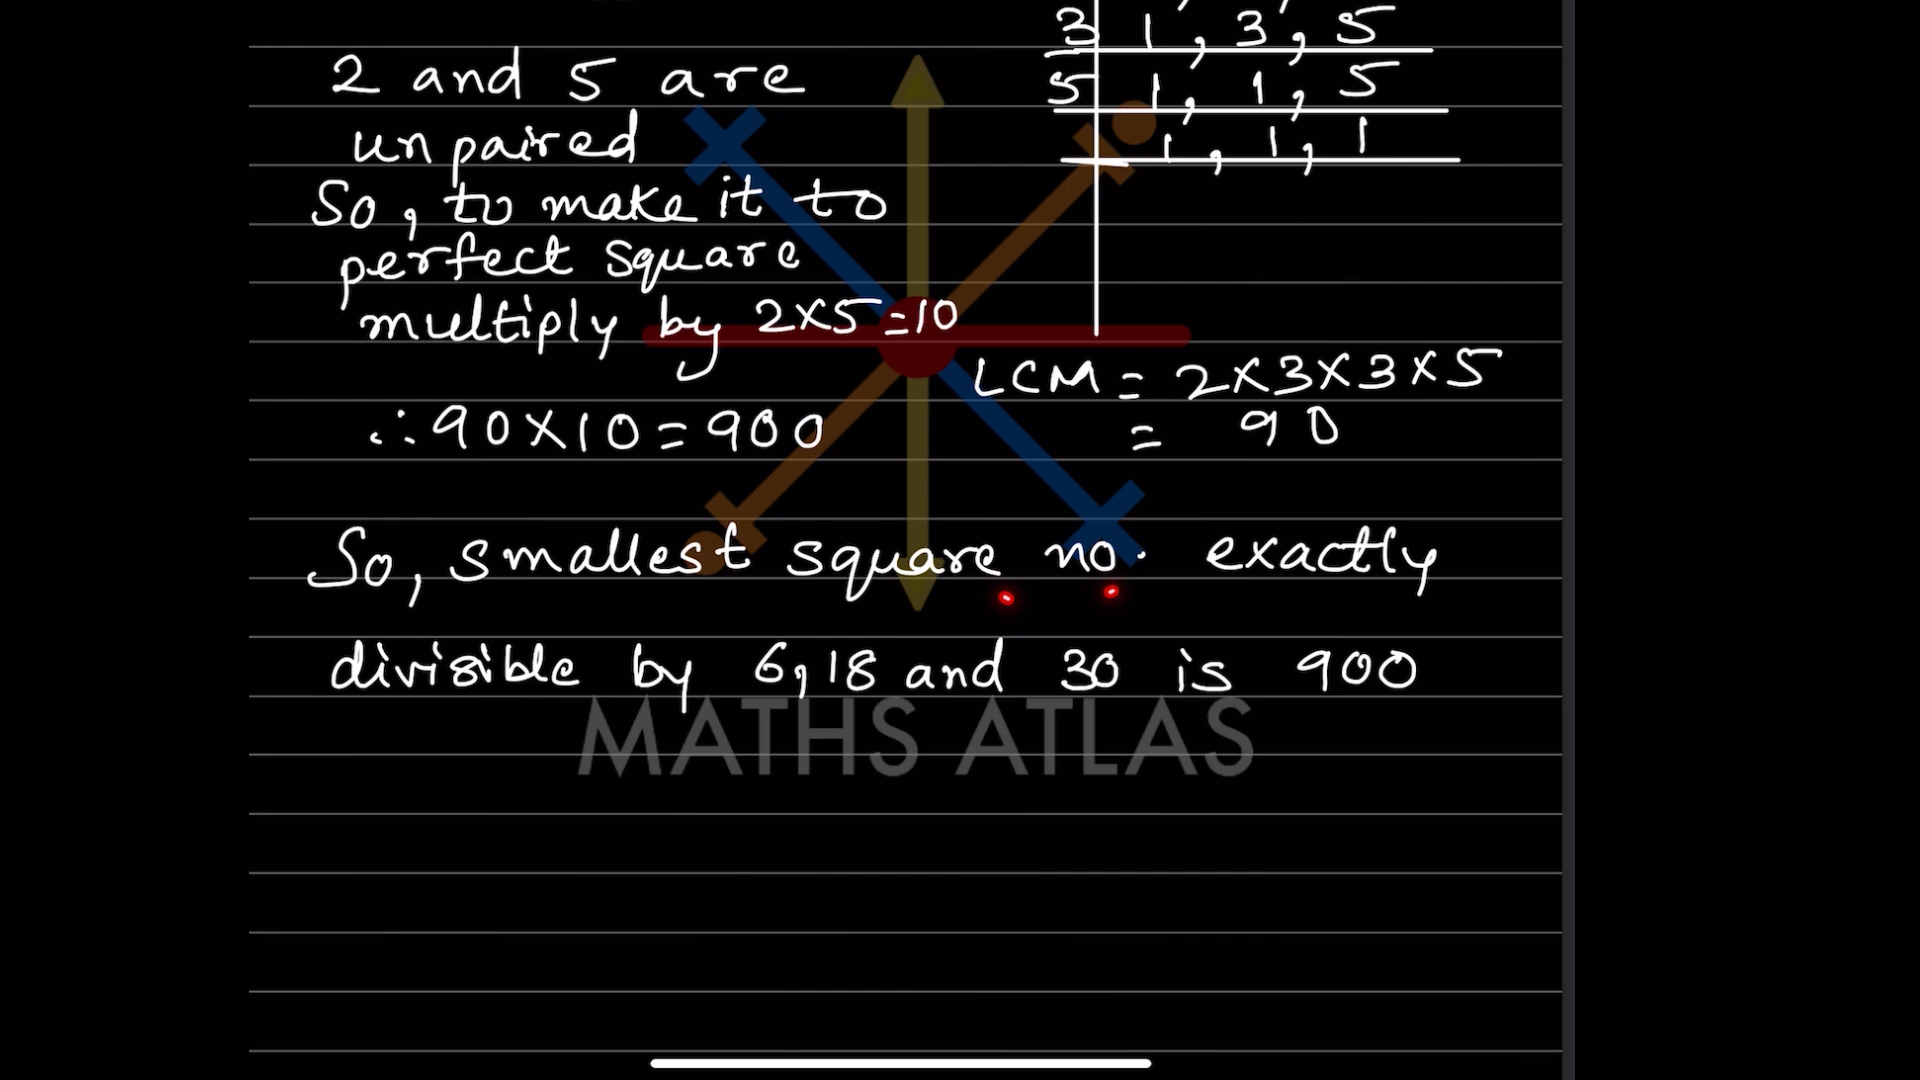 3 | 1, 3, 5
2 and 5 are
5 | 1, 1, 5
unpaired
1, 1, 1
So, to make it to
perfect square
multiply by 2×5=10
LCM = 2×3×3×5
∴ 90×10=900
= 90
So, smallest square no. exactly
divisible by 6, 18 and 30 is 900
MATHS ATLAS